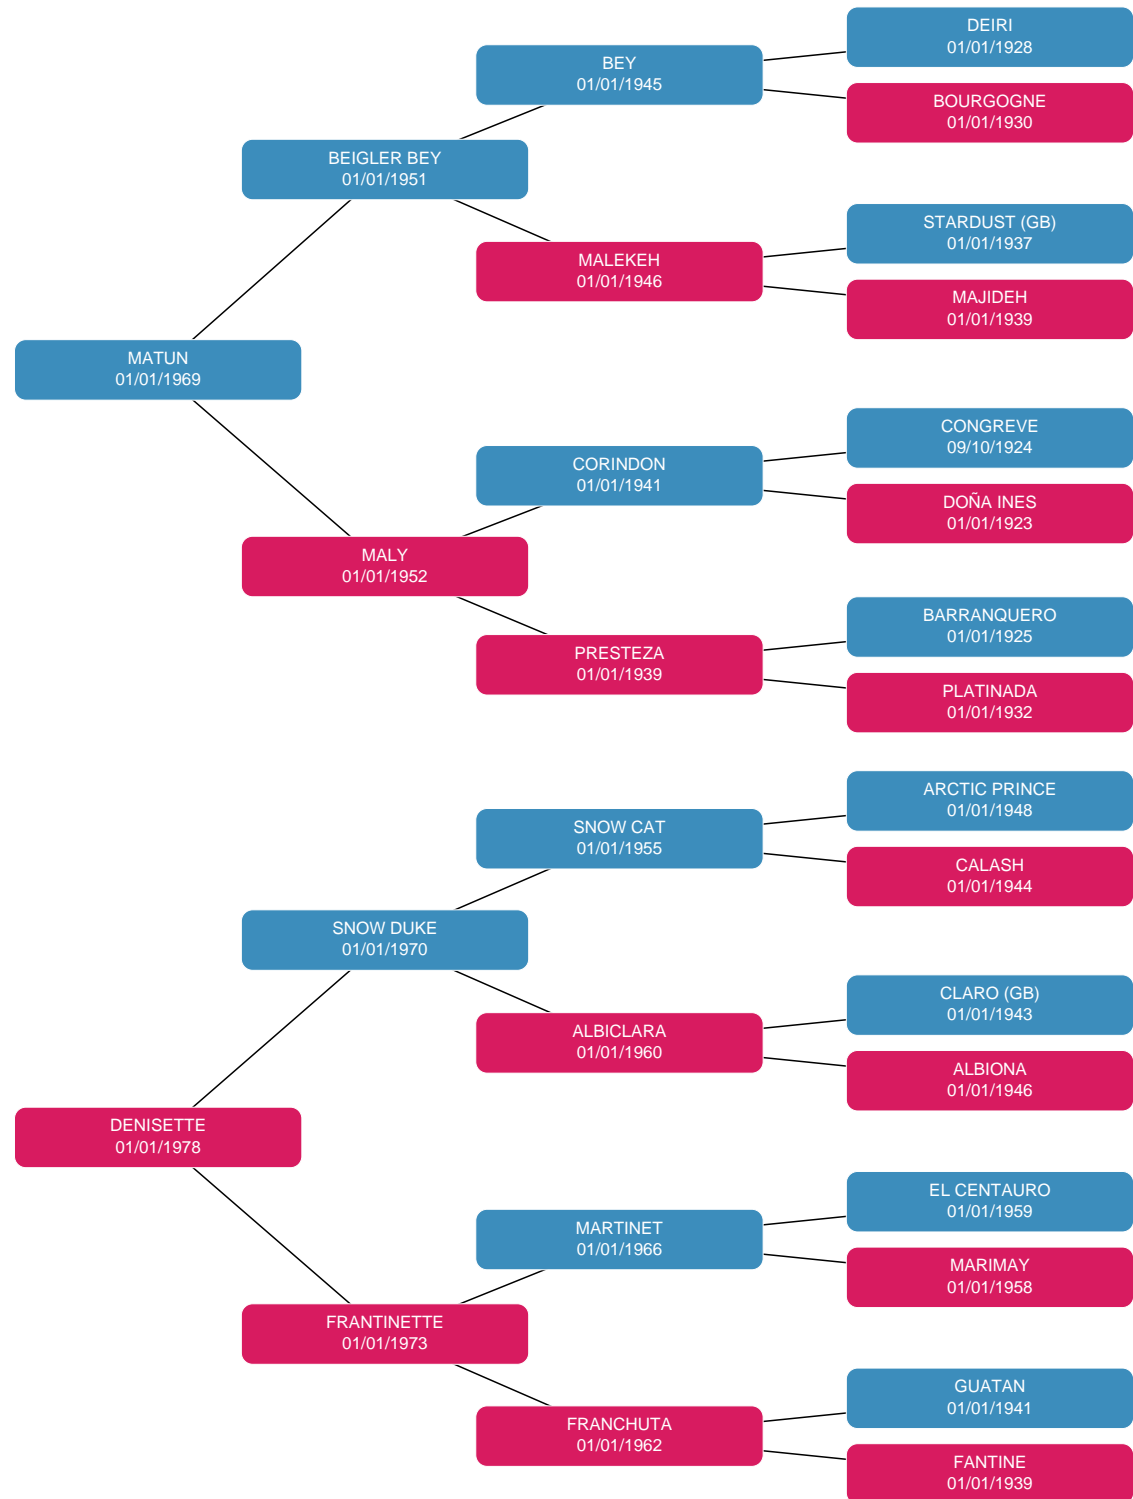 DEIRI
01/01/1928
BEY
01/01/1945
BOURGOGNE
01/01/1930
BEIGLER BEY
01/01/1951
STARDUST (GB)
01/01/1937
MALEKEH
01/01/1946
MAJIDEH
01/01/1939
MATUN
01/01/1969
CONGREVE
09/10/1924
CORINDON
01/01/1941
DOÑA INES
01/01/1923
MALY
01/01/1952
BARRANQUERO
01/01/1925
PRESTEZA
01/01/1939
PLATINADA
01/01/1932
ARCTIC PRINCE
01/01/1948
SNOW CAT
01/01/1955
CALASH
01/01/1944
SNOW DUKE
01/01/1970
CLARO (GB)
01/01/1943
ALBICLARA
01/01/1960
ALBIONA
01/01/1946
DENISETTE
01/01/1978
EL CENTAURO
01/01/1959
MARTINET
01/01/1966
MARIMAY
01/01/1958
FRANTINETTE
01/01/1973
GUATAN
01/01/1941
FRANCHUTA
01/01/1962
FANTINE
01/01/1939